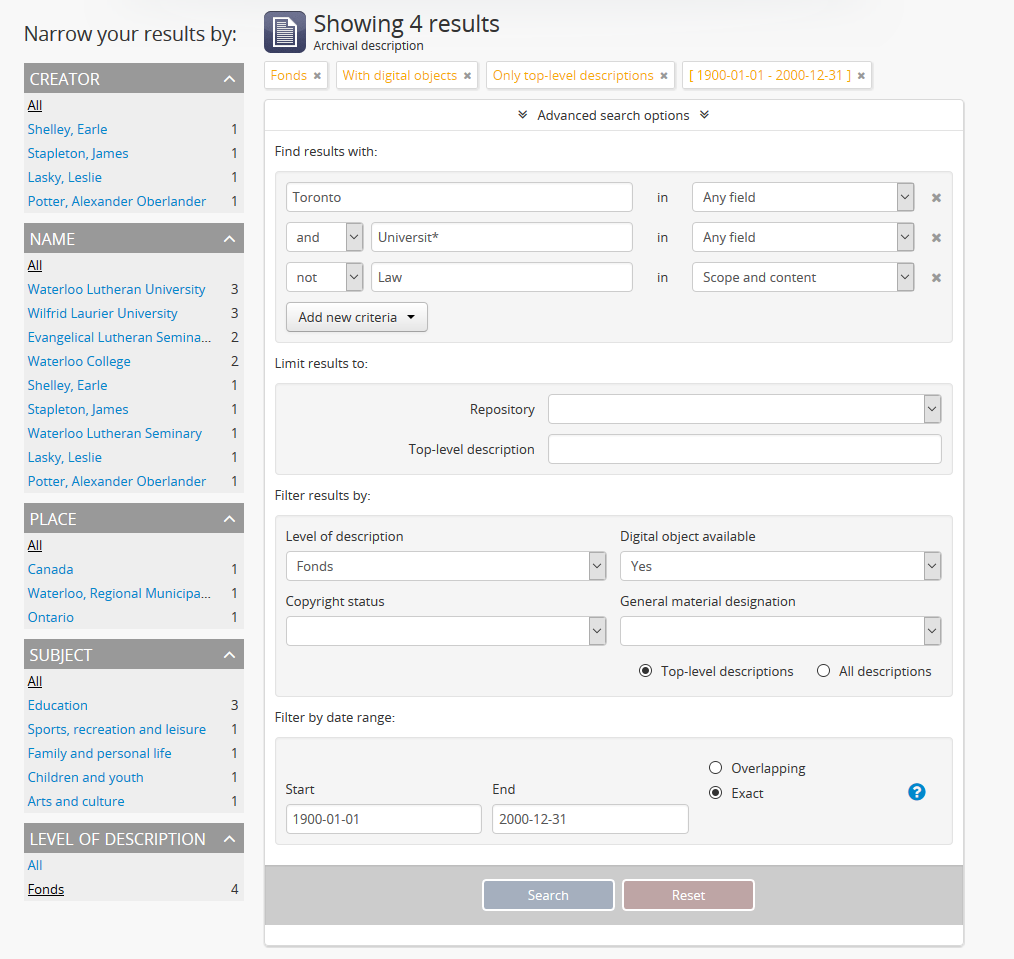 Narrow your results by:
CREATOR
All
Shelley, Earle 1
Stapleton, James 1
Lasky, Leslie 1
Potter, Alexander Oberlander 1
NAME
All
Waterloo Lutheran University 3
Wilfrid Laurier University 3
Evangelical Lutheran Semina... 2
Waterloo College 2
Shelley, Earle 1
Stapleton, James 1
Waterloo Lutheran Seminary 1
Lasky, Leslie 1
Potter, Alexander Oberlander 1
PLACE
All
Canada 1
Waterloo, Regional Municipa... 1
Ontario 1
SUBJECT
All
Education 3
Sports, recreation and leisure 1
Family and personal life 1
Children and youth 1
Arts and culture 1
LEVEL OF DESCRIPTION
All
Fonds 4
Showing 4 results
Archival description
Fonds × With digital objects × Only top-level descriptions × [ 1900-01-01 - 2000-12-31 ] ×
Advanced search options
Find results with:
Toronto in Any field ×
and Universit* in Any field ×
not Law in Scope and content ×
Add new criteria
Limit results to:
Repository
Top-level description
Filter results by:
Level of description Digital object available
Fonds Yes
Copyright status General material designation
Top-level descriptions All descriptions
Filter by date range:
Overlapping
Start End Exact ?
1900-01-01 2000-12-31
Search Reset